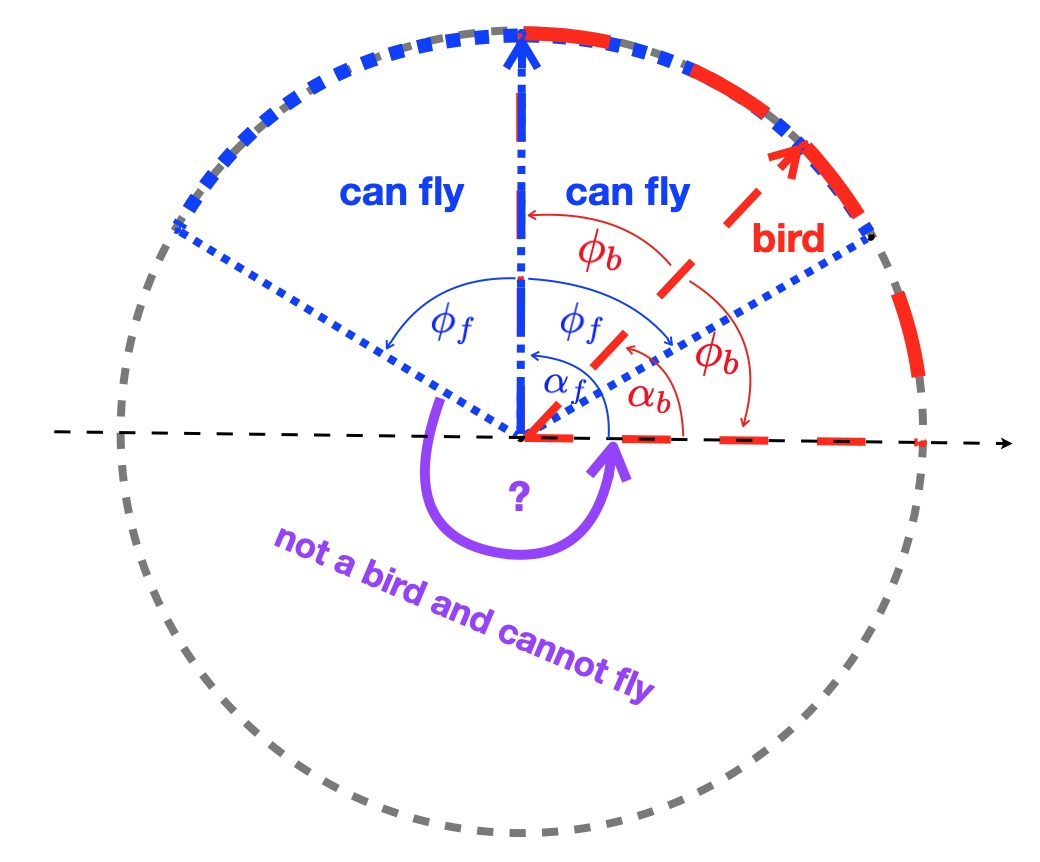 can fly can fly
bird
ϕb
ϕf ϕf
ϕb
αf αb
?
not a bird and cannot fly